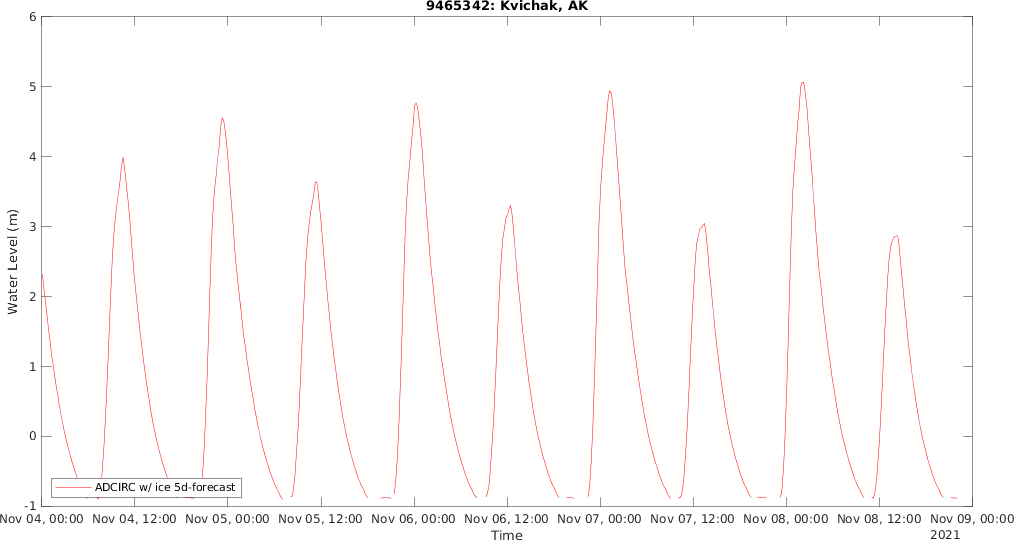 9465342: Kvichak, AK
6
5
4
3
2
1
0
-1
Water Level (m)
ADCIRC w/ ice 5d-forecast
Nov 04, 00:00 Nov 04, 12:00 Nov 05, 00:00 Nov 05, 12:00 Nov 06, 00:00 Nov 06, 12:00 Nov 07, 00:00 Nov 07, 12:00 Nov 08, 00:00 Nov 08, 12:00 Nov 09, 00:00
Time
2021